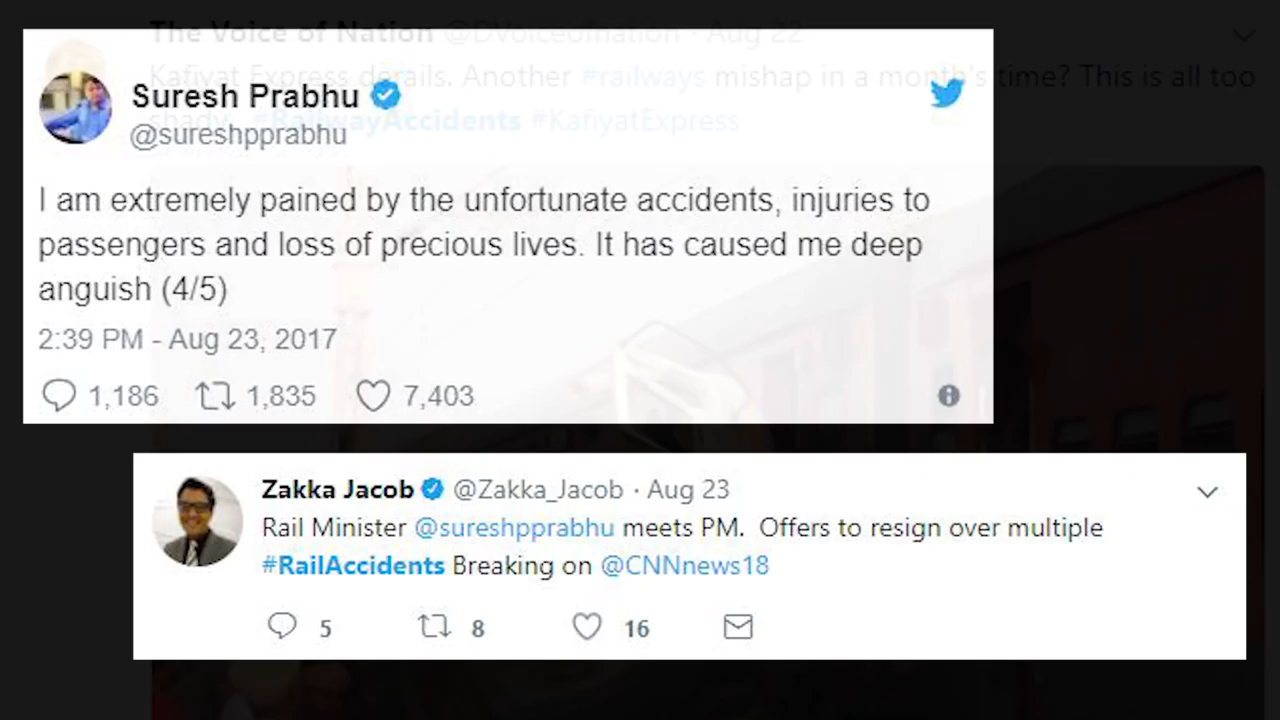 The Voice of Nation @DVoiceofnation · Aug 22
Kafiyat Express derails. Another #railways mishap in a month's time? This is all too
shady. #RailwayAccidents #KafiyatExpress
Suresh Prabhu
@sureshpprabhu
I am extremely pained by the unfortunate accidents, injuries to
passengers and loss of precious lives. It has caused me deep
anguish (4/5)
2:39 PM - Aug 23, 2017
1,186 1,835 7,403
Zakka Jacob @Zakka_Jacob · Aug 23
Rail Minister @sureshpprabhu meets PM. Offers to resign over multiple
#RailAccidents Breaking on @CNNnews18
5 8 16